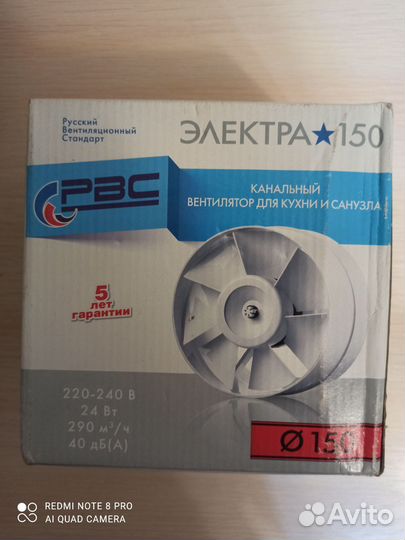 Русский
Вентиляционный
Стандарт
ЭЛЕКТРА★150
РВС
КАНАЛЬНЫЙ
ВЕНТИЛЯТОР ДЛЯ КУХНИ И САНУЗЛА
5
лет
гарантии
220-240 В
24 Вт
290 м³/ч
40 дБ(А)
Ø 150
REDMI NOTE 8 PRO
AI QUAD CAMERA
Avito